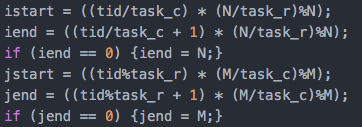 istart = ((tid/task_c) * (N/task_r)%N);
iend = ((tid/task_c + 1) * (N/task_r)%N);
if (iend == 0) {iend = N;}
jstart = ((tid%task_r) * (M/task_c)%M);
jend = ((tid%task_r + 1) * (M/task_c)%M);
if (jend == 0) {jend = M;}